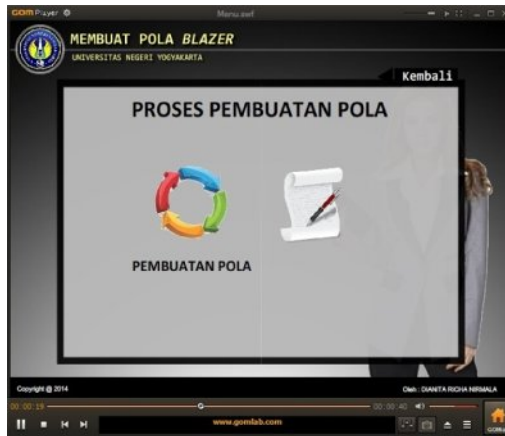 GOM Player
Menu.swf
MEMBUAT POLA BLAZER
UNIVERSITAS NEGERI YOGYAKARTA
Kembali
PROSES PEMBUATAN POLA
PEMBUATAN POLA
Copyright @ 2014
Oleh : DIANITA RICHA NIRMALA
00:00:19
00:00:40
www.gomlab.com